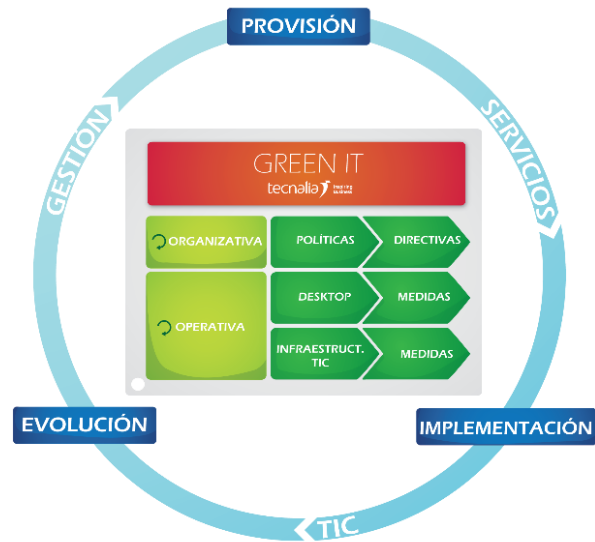 PROVISIÓN
GESTIÓN
SERVICIOS
GREEN IT
tecnalia
ORGANIZATIVA
POLÍTICAS
DIRECTIVAS
OPERATIVA
DESKTOP
MEDIDAS
INFRAESTRUCT.
TIC
MEDIDAS
EVOLUCIÓN
IMPLEMENTACIÓN
TIC